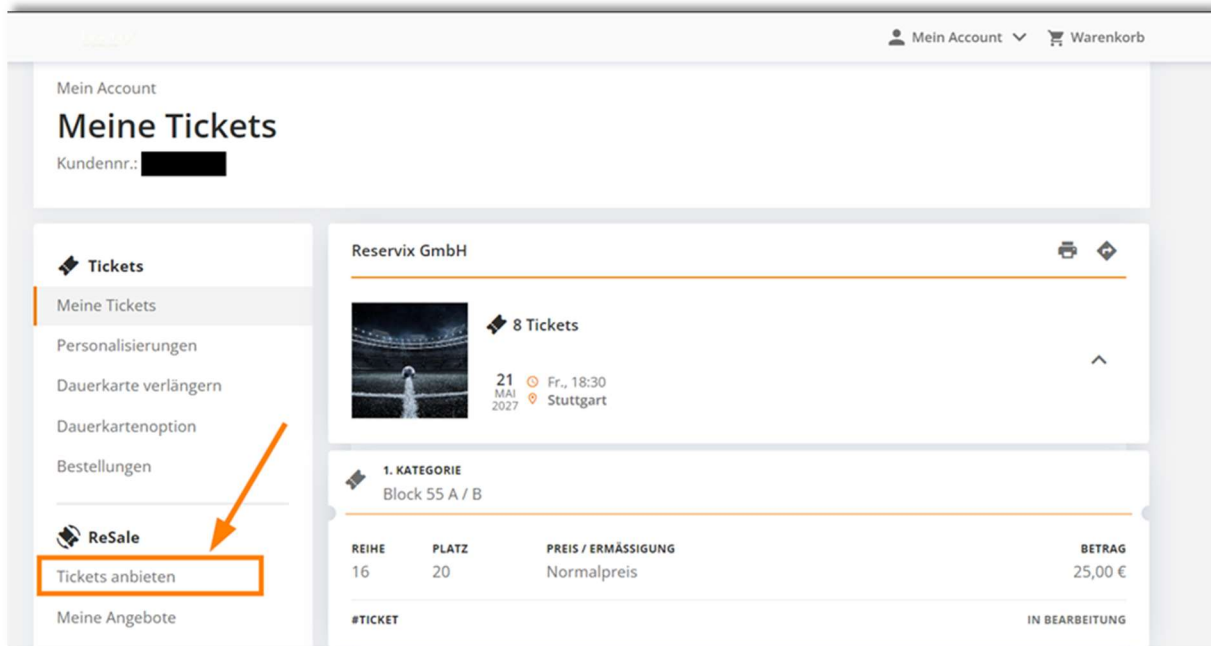 Mein Account
Warenkorb
Mein Account
Meine Tickets
Kundennr.:
Tickets
Meine Tickets
Personalisierungen
Dauerkarte verlängern
Dauerkartenoption
Bestellungen
ReSale
Tickets anbieten
Meine Angebote
Reservix GmbH
8 Tickets
21
MAI
2027
Fr., 18:30
Stuttgart
1. KATEGORIE
Block 55 A / B
REIHE PLATZ PREIS / ERMÄSSIGUNG BETRAG
16 20 Normalpreis 25,00 €
#TICKET IN BEARBEITUNG